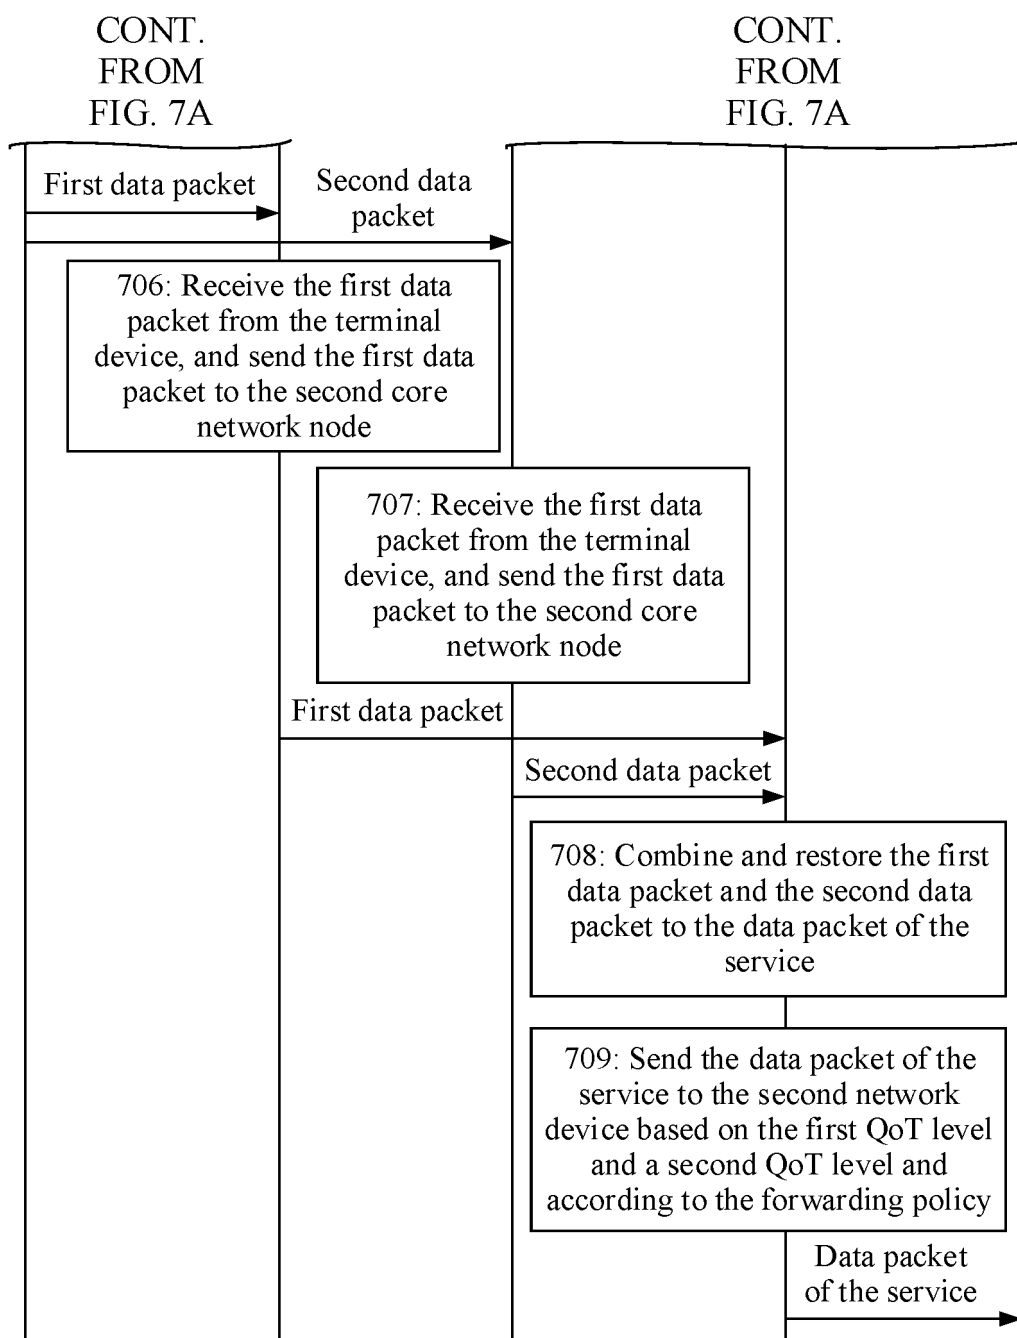 CONT.
FROM
FIG. 7A
CONT.
FROM
FIG. 7A
First data packet
Second data
packet
706: Receive the first data
packet from the terminal
device, and send the first data
packet to the second core
network node
707: Receive the first data
packet from the terminal
device, and send the first data
packet to the second core
network node
First data packet
Second data packet
708: Combine and restore the first
data packet and the second data
packet to the data packet of the
service
709: Send the data packet of the
service to the second network
device based on the first QoT level
and a second QoT level and
according to the forwarding policy
Data packet
of the service